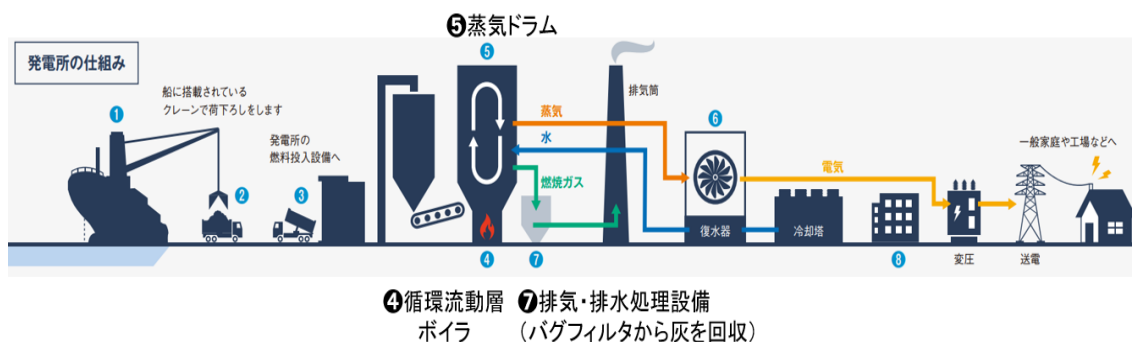 ❺蒸気ドラム
発電所の仕組み
船に搭載されている
クレーンで荷下ろしをします
1
2
発電所の
燃料投入設備へ
3
5
4
蒸気
水
燃焼ガス
7
排気筒
6
復水器
冷却塔
電気
8
変圧
送電
一般家庭や工場などへ
❹循環流動層
ボイラ
❼排気・排水処理設備
(バグフィルタから灰を回収)